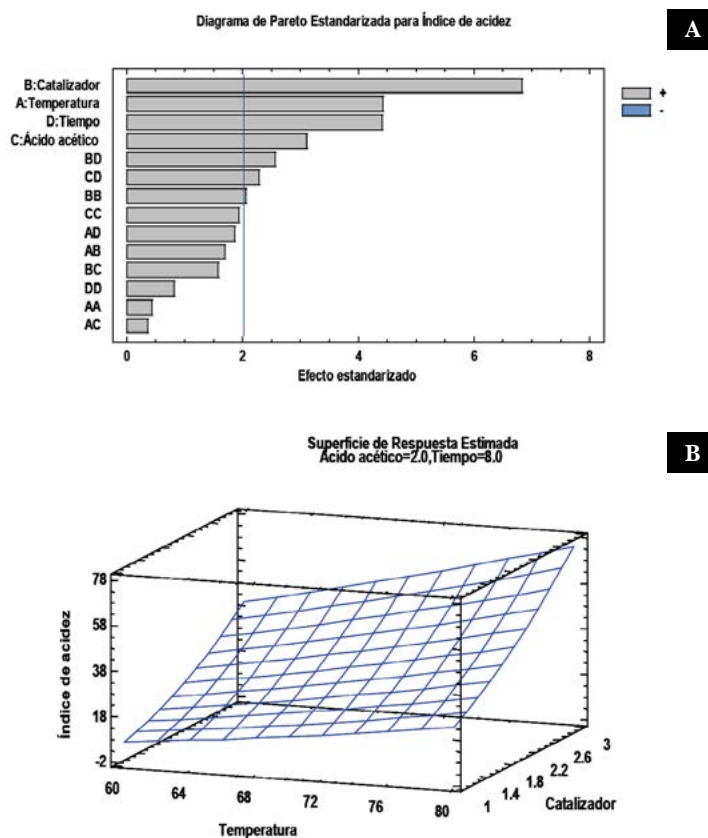 Diagrama de Pareto Estandarizada para Índice de acidez
A
B:Catalizador
A:Temperatura
D:Tiempo
C:Ácido acético
BD
CD
BB
CC
AD
AB
BC
DD
AA
AC
+
-
0 2 4 6 8
Efecto estandarizado
Superficie de Respuesta Estimada
Ácido acético=2.0,Tiempo=8.0
B
Índice de acidez
78
58
38
18
-2
60 64 68 72 76 80
Temperatura
1 1.4 1.8 2.2 2.6 3
Catalizador